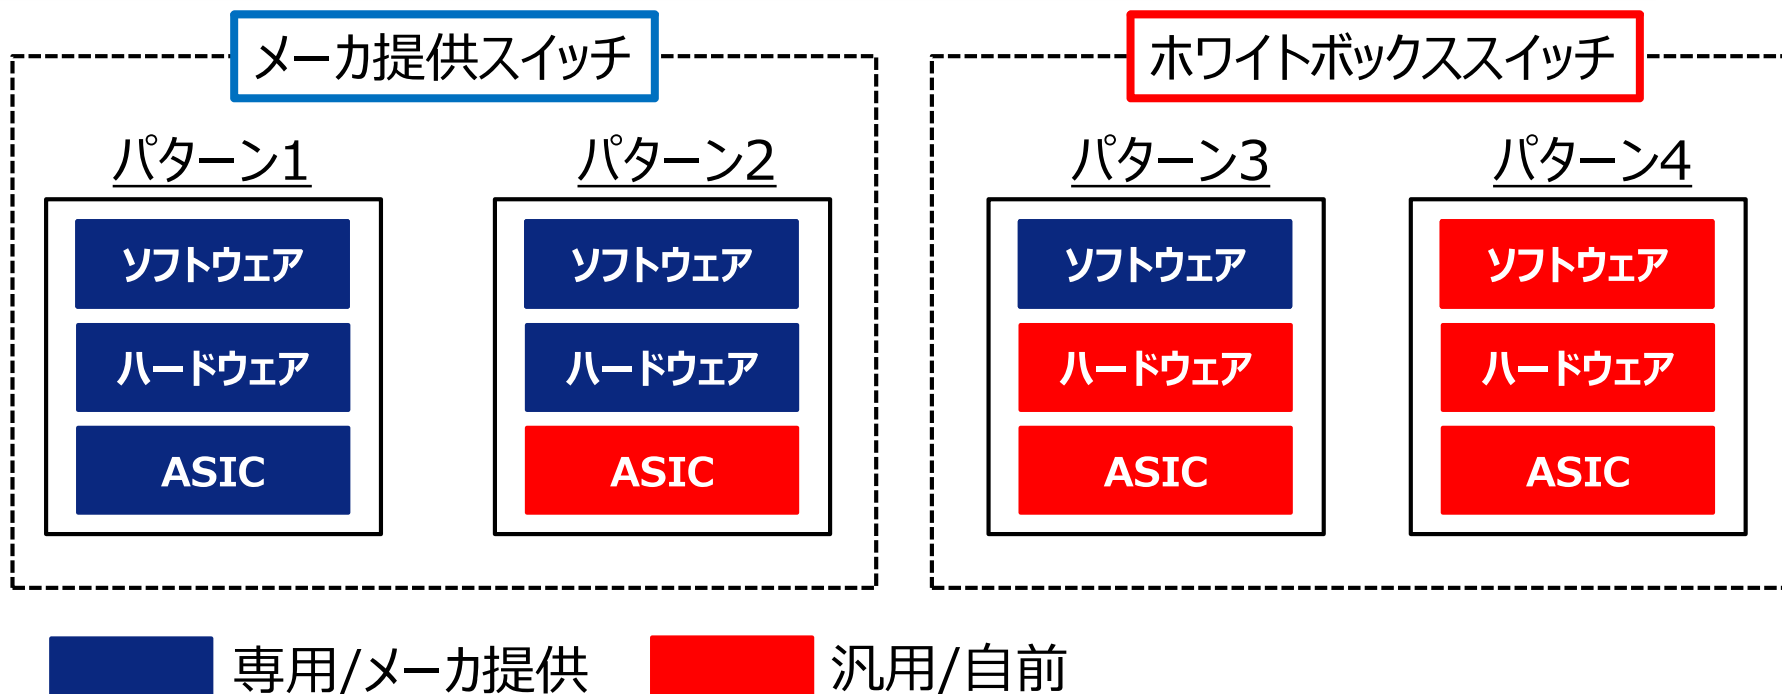 メーカ提供スイッチ
ホワイトボックススイッチ
パターン1
パターン2
パターン3
パターン4
ソフトウェア
ハードウェア
ASIC
ソフトウェア
ハードウェア
ASIC
ソフトウェア
ハードウェア
ASIC
ソフトウェア
ハードウェア
ASIC
専用/メーカ提供
汎用/自前